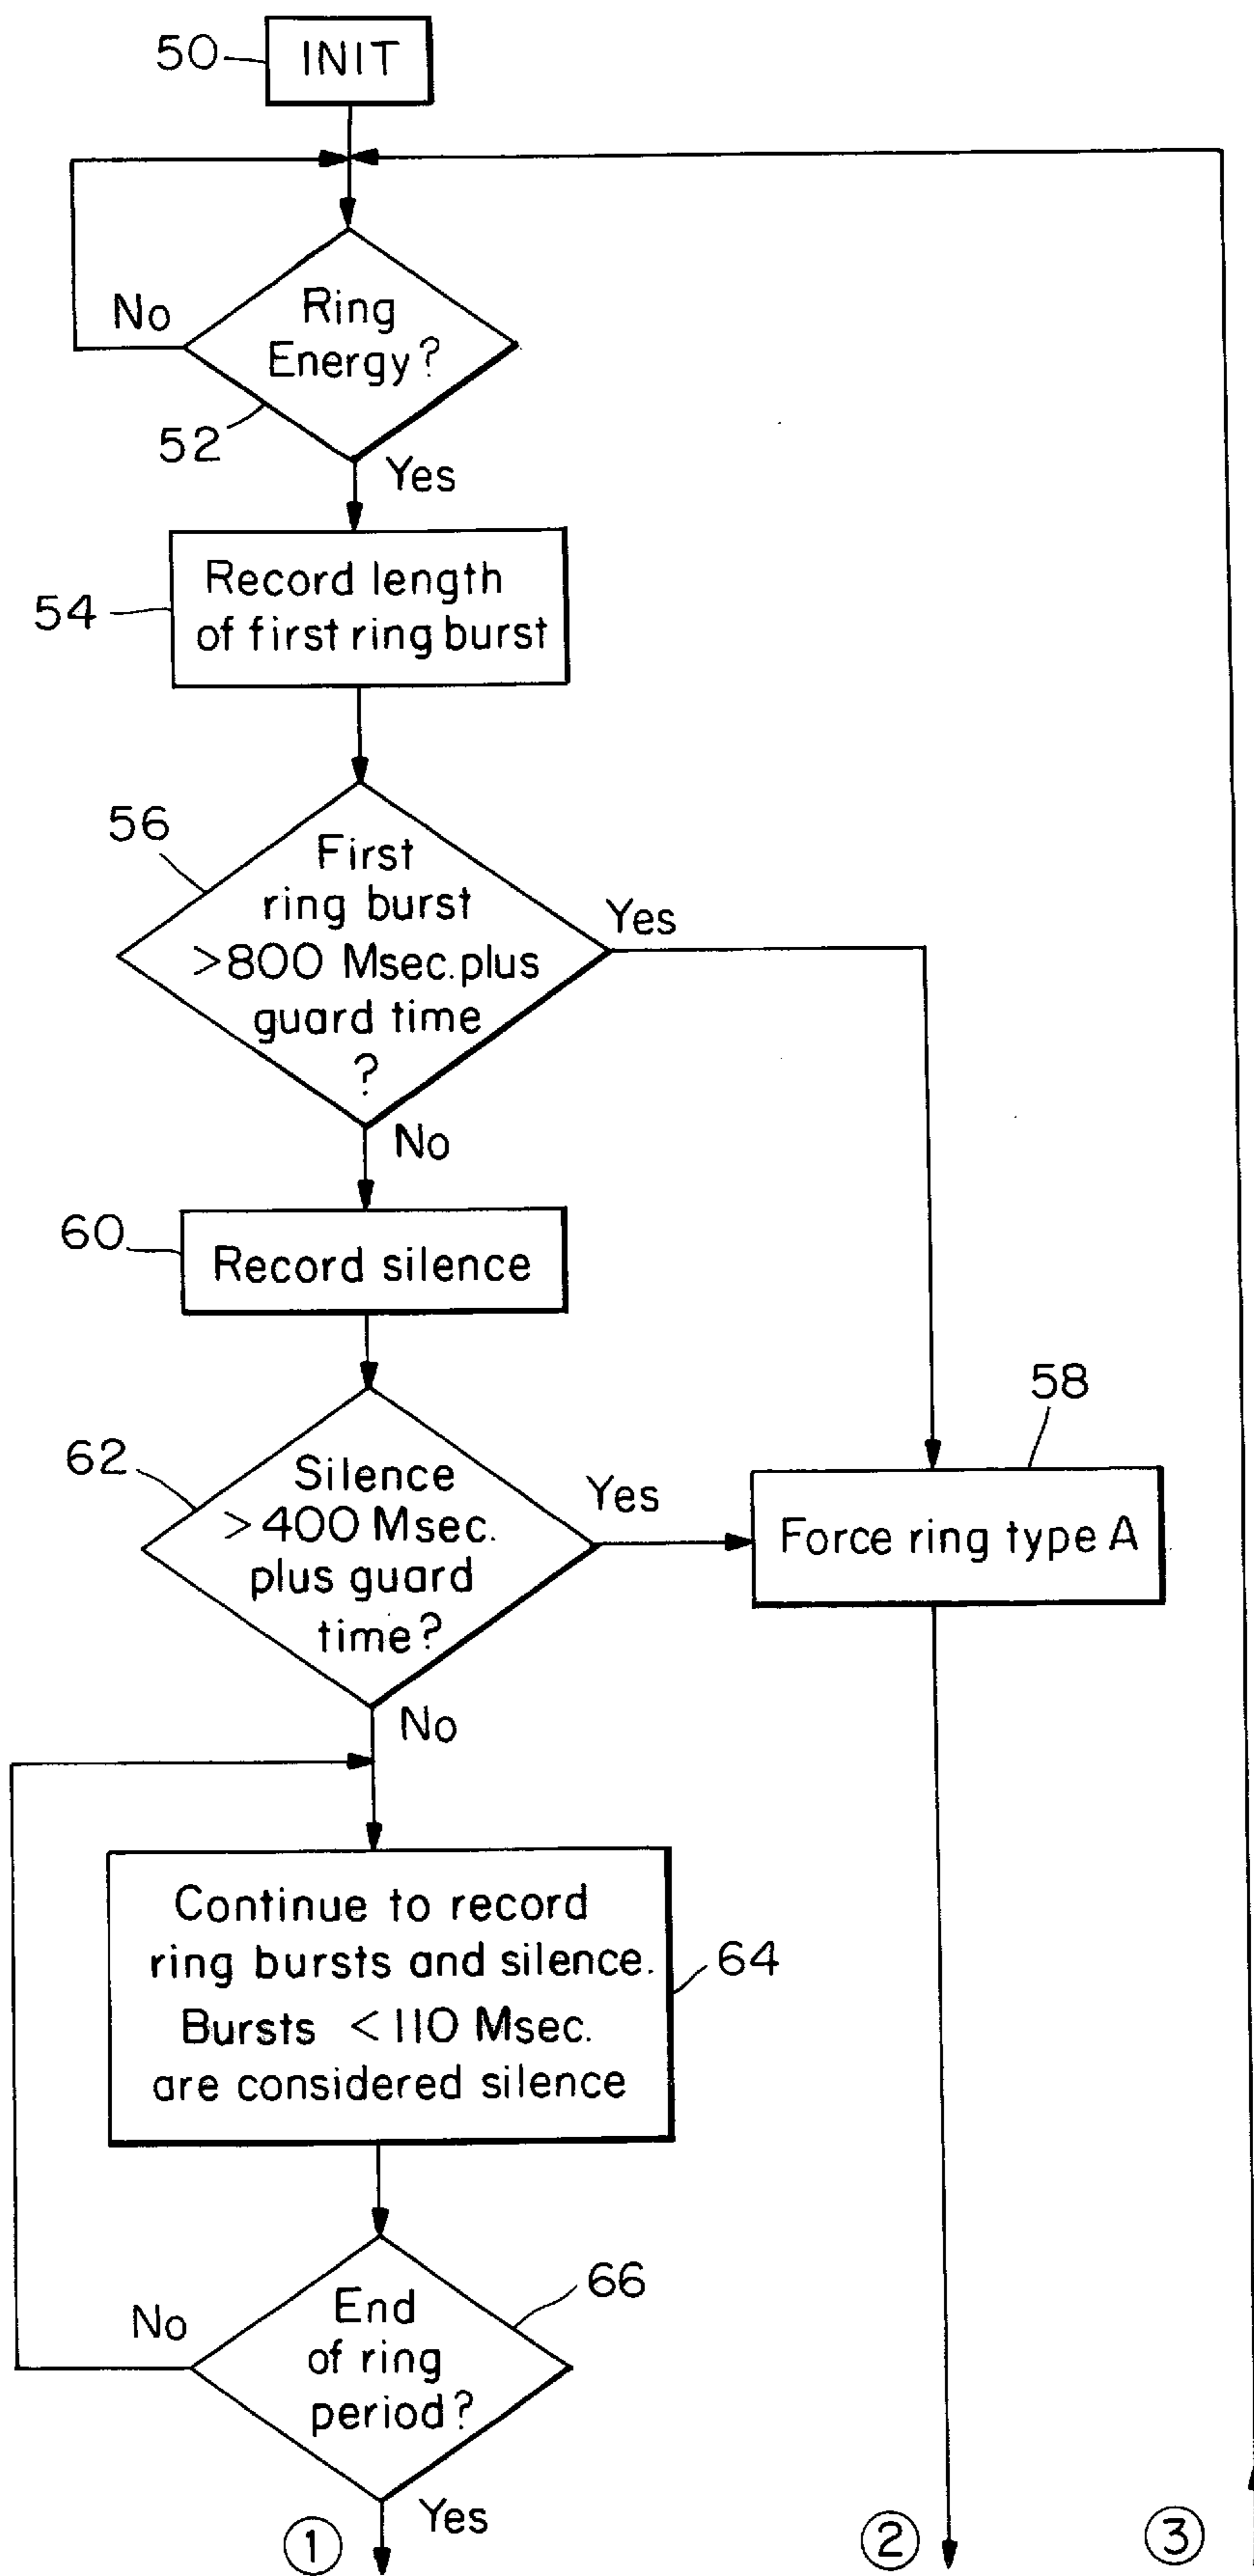 50
INIT
No
Ring
Energy?
52
Yes
54
Record length
of first ring burst
56
First
ring burst
>800 Msec. plus
guard time
?
Yes
No
60
Record silence
58
62
Silence
>400 Msec.
plus guard
time?
Yes
Force ring type A
No
Continue to record
ring bursts and silence.
Bursts <110 Msec.
are considered silence
64
66
No
End
of ring
period?
Yes
1
2
3